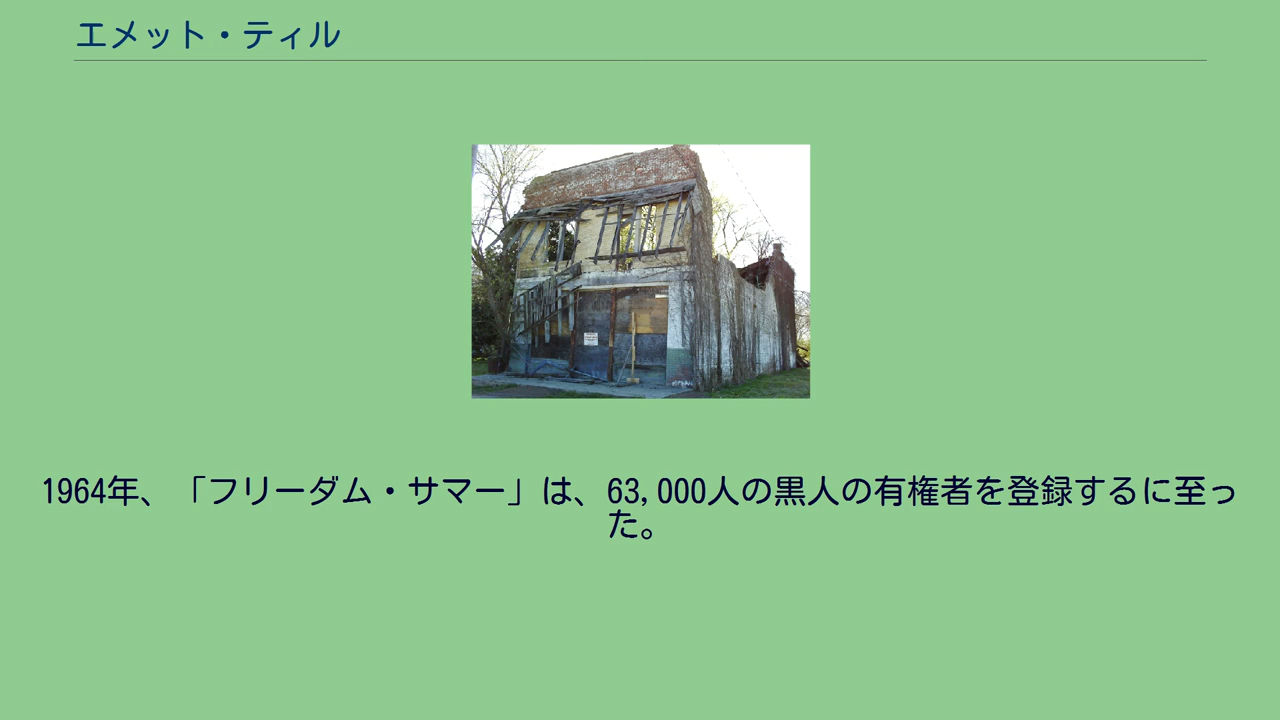 エメット・ティル
1964年、「フリーダム・サマー」は、63,000人の黒人の有権者を登録するに至っ
た。